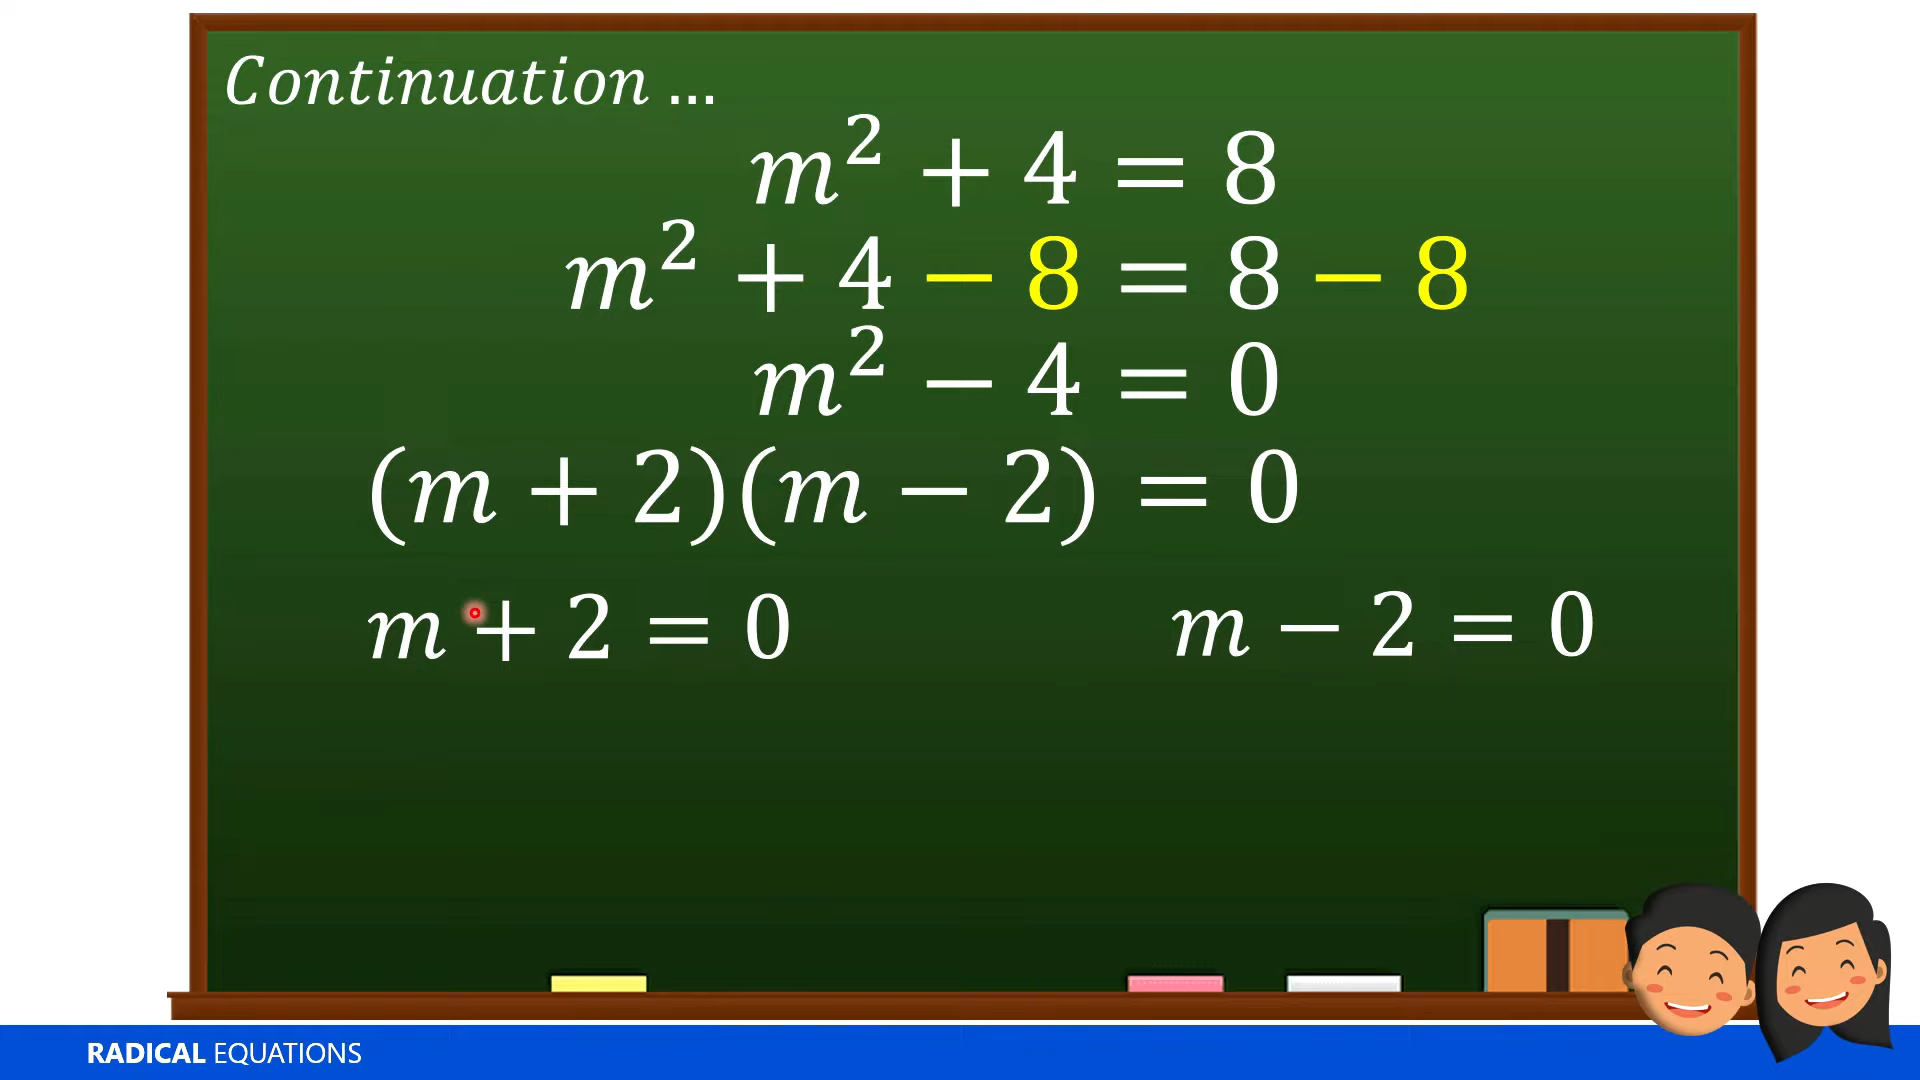 Continuation ...
m² + 4 = 8
m² + 4 − 8 = 8 − 8
m² − 4 = 0
(m + 2)(m − 2) = 0
m + 2 = 0
m − 2 = 0
RADICAL EQUATIONS